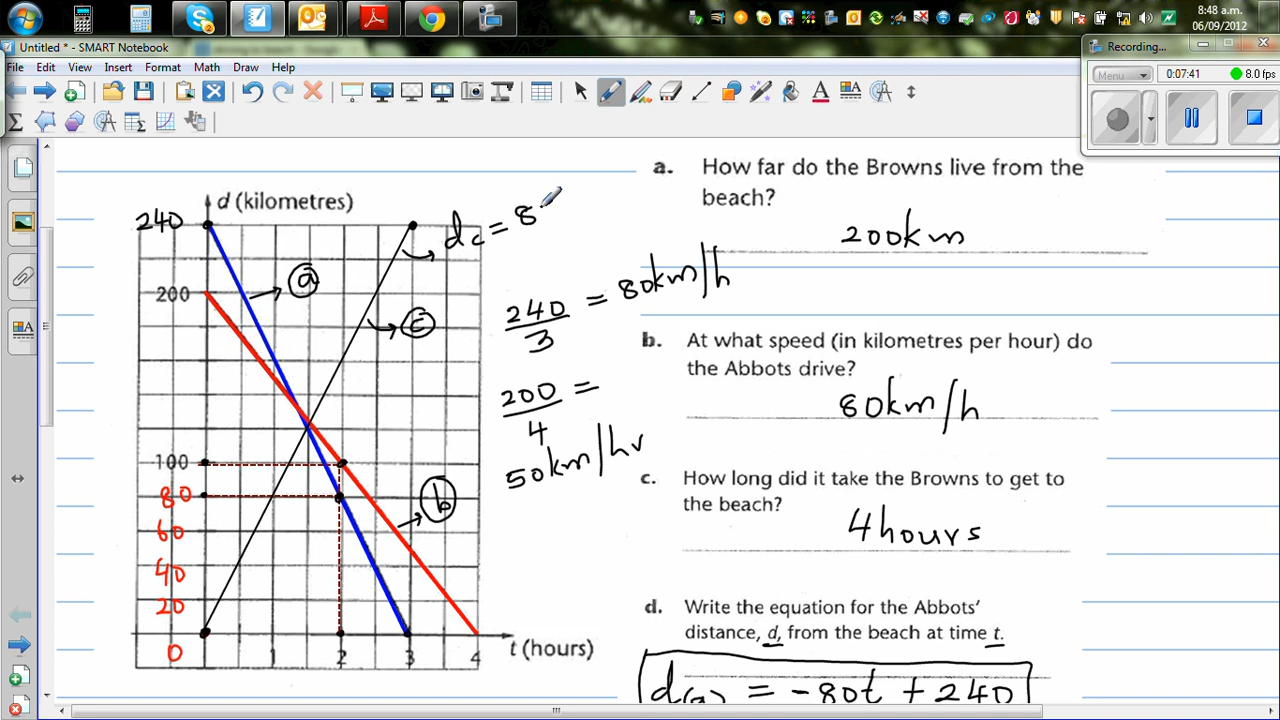 8:48 a.m.
06/09/2012
Untitled * - SMART Notebook
Recording...
File Edit View Insert Format Math Draw Help
Menu
0:07:41
8.0 fps
d (kilometres)
240
200
100
80
60
40
20
0
1
2
3
4
t (hours)
a
c
b
dc = 8
240/3 = 80km/h
200/4 =
50km/hr
a. How far do the Browns live from the
beach?
200km
b. At what speed (in kilometres per hour) do
the Abbots drive?
80km/h
c. How long did it take the Browns to get to
the beach?
4hours
d. Write the equation for the Abbots'
distance, d, from the beach at time t.
d(a) = -80t + 240